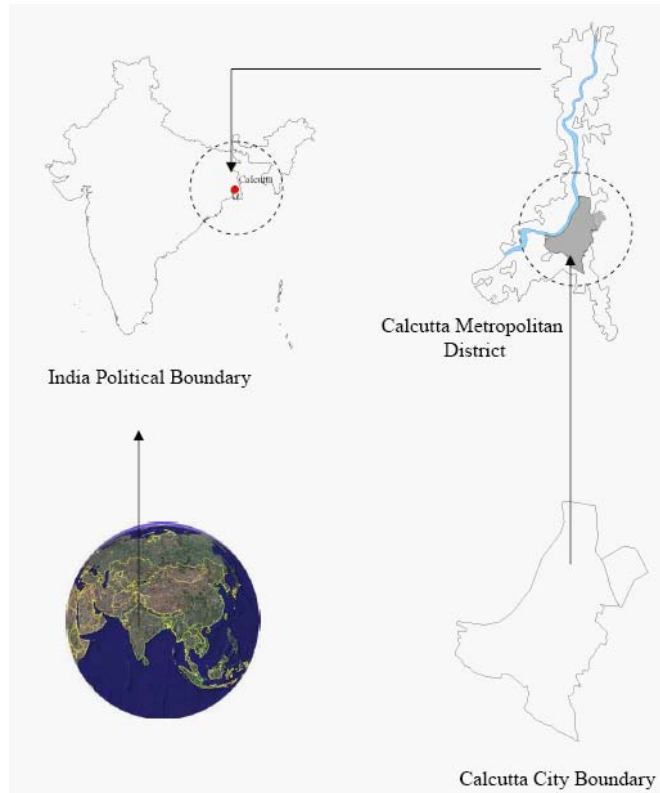 Calcutta
Calcutta Metropolitan
District
India Political Boundary
Calcutta City Boundary